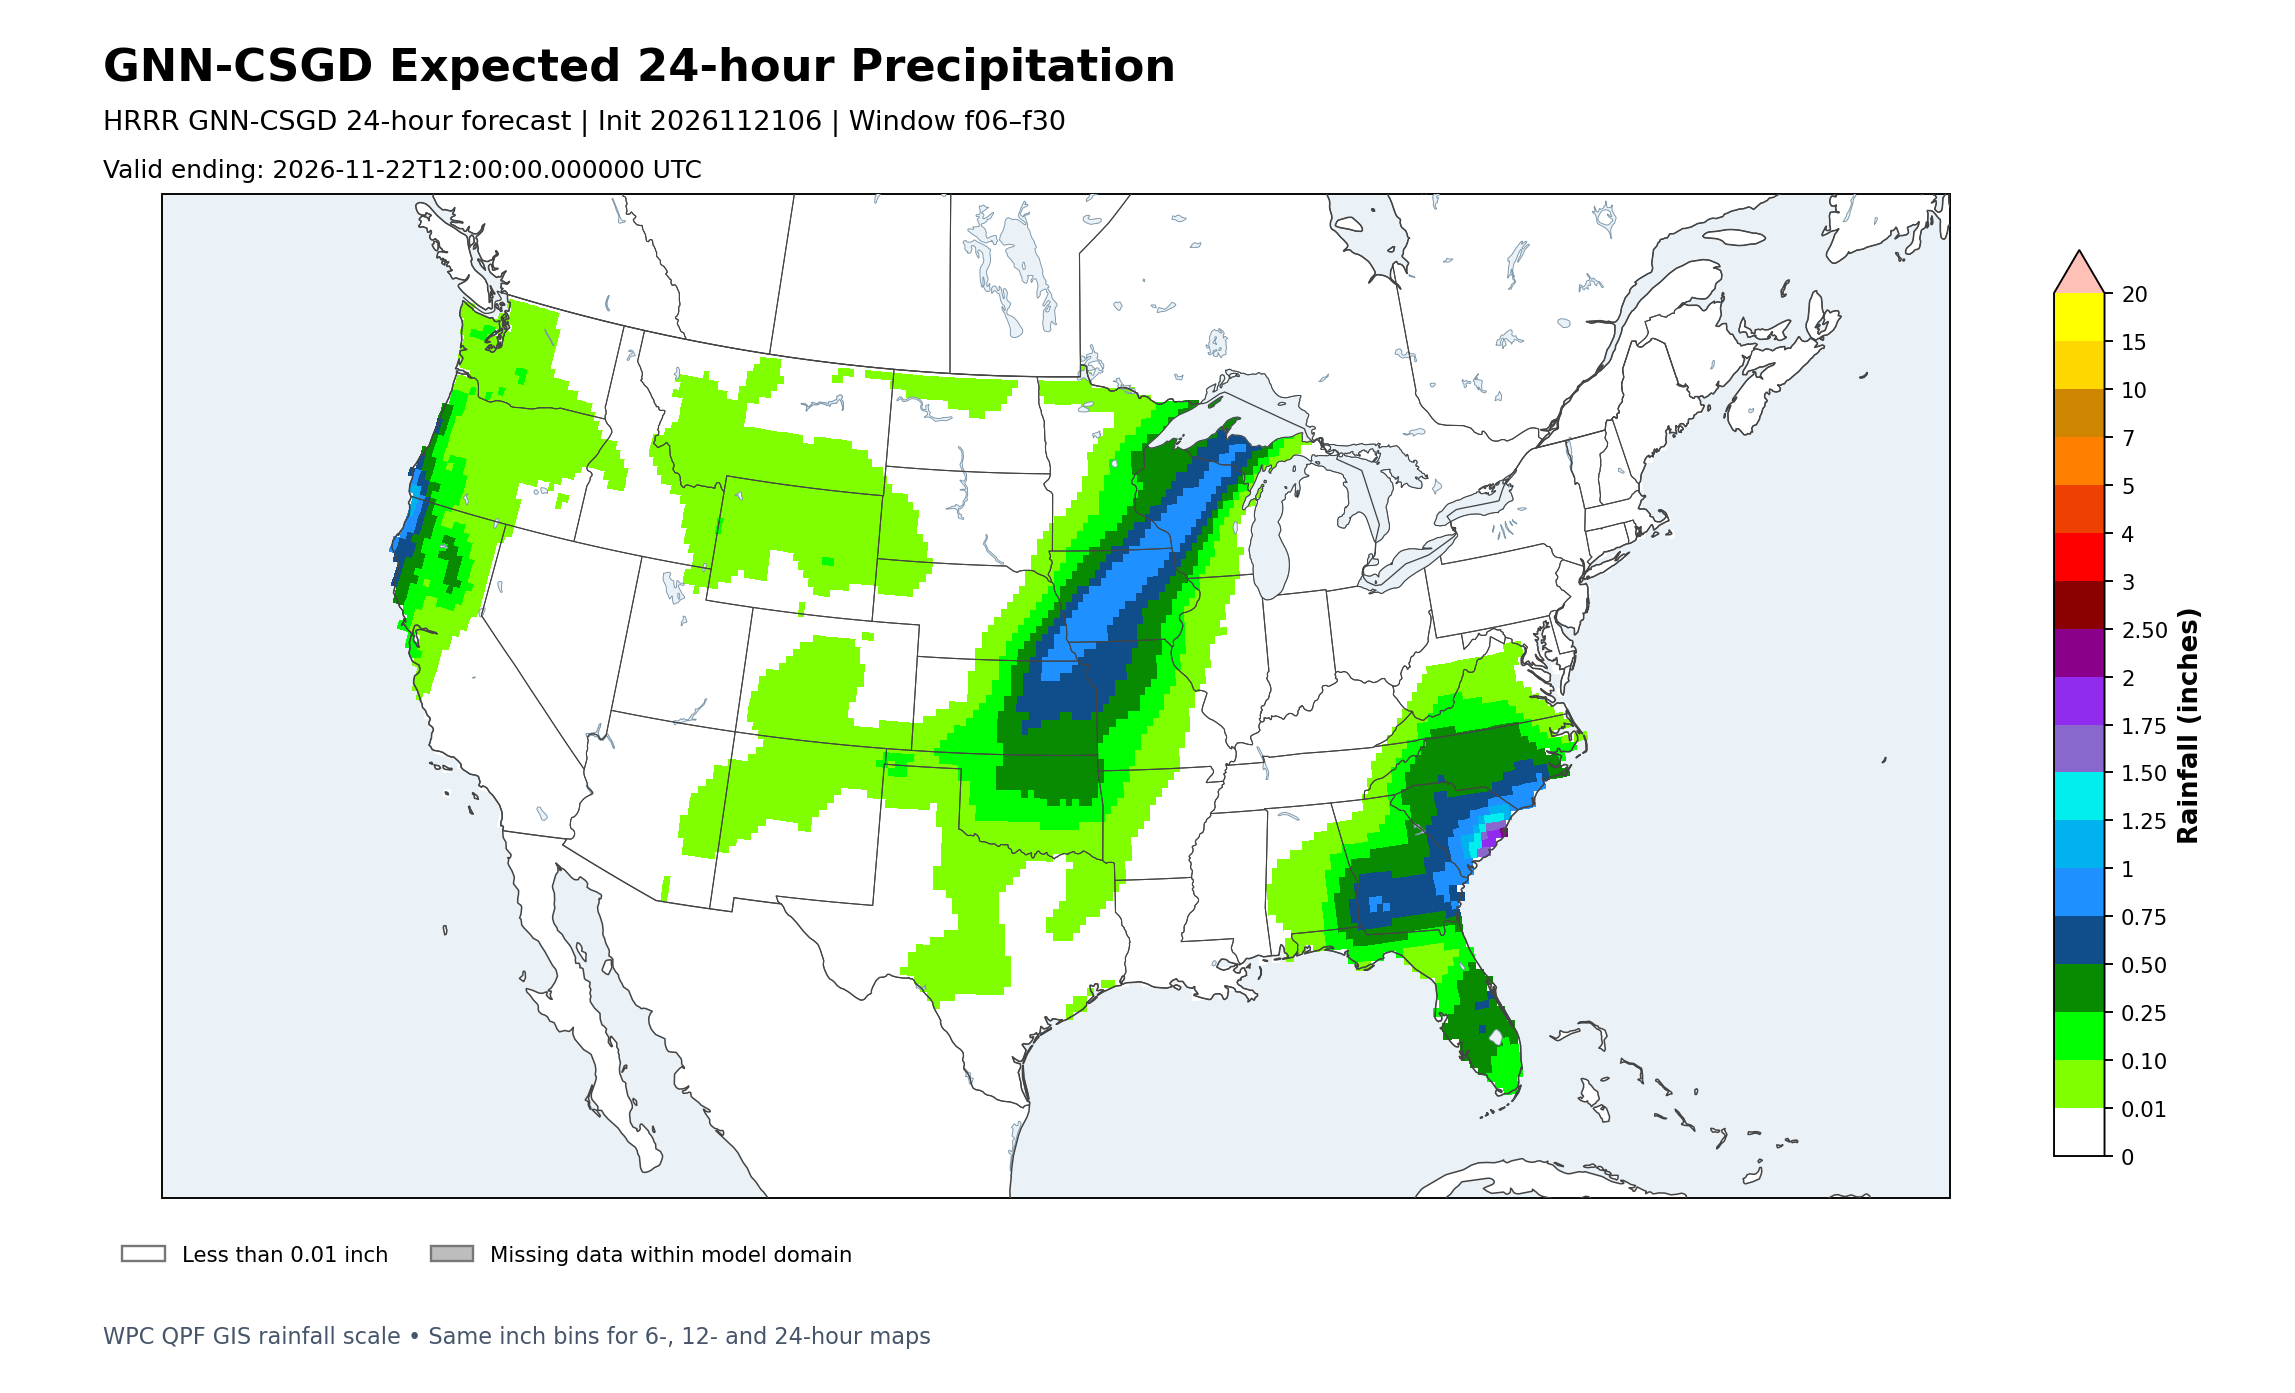 GNN-CSGD Expected 24-hour Precipitation
HRRR GNN-CSGD 24-hour forecast | Init 2026112106 | Window f06–f30
Valid ending: 2026-11-22T12:00:00.000000 UTC
20
15
10
7
5
4
3
2.50
2
1.75
1.50
1.25
1
0.75
0.50
0.25
0.10
0.01
0
Rainfall (inches)
Less than 0.01 inch
Missing data within model domain
WPC QPF GIS rainfall scale • Same inch bins for 6-, 12- and 24-hour maps